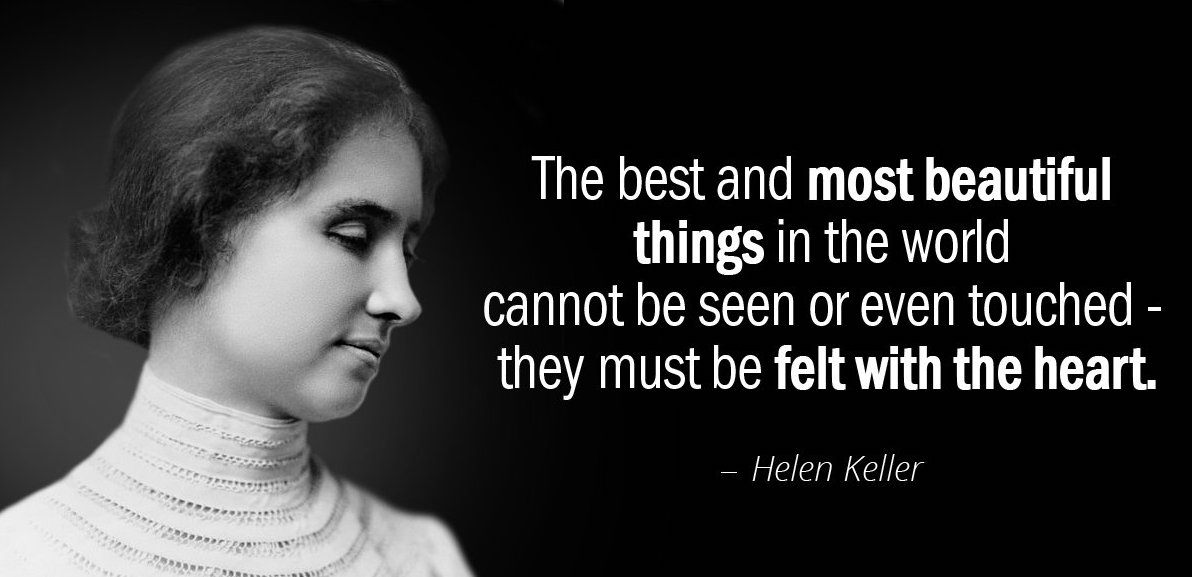 The best and most beautiful
things in the world
cannot be seen or even touched -
they must be felt with the heart.
– Helen Keller